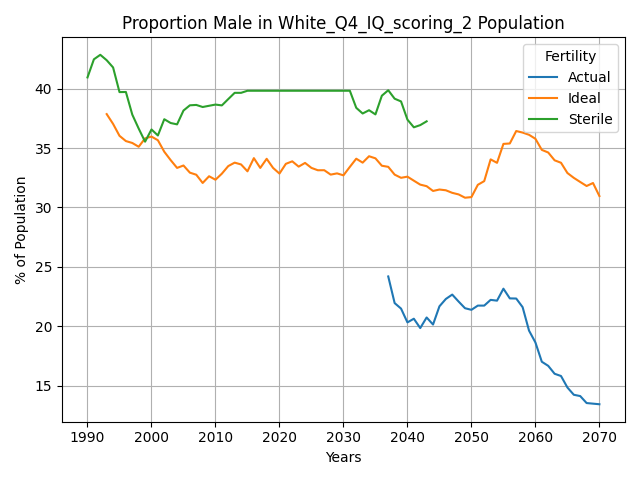 Proportion Male in White_Q4_IQ_scoring_2 Population
Fertility
Actual
Ideal
Sterile
% of Population
40
35
30
25
20
15
1990 2000 2010 2020 2030 2040 2050 2060 2070
Years